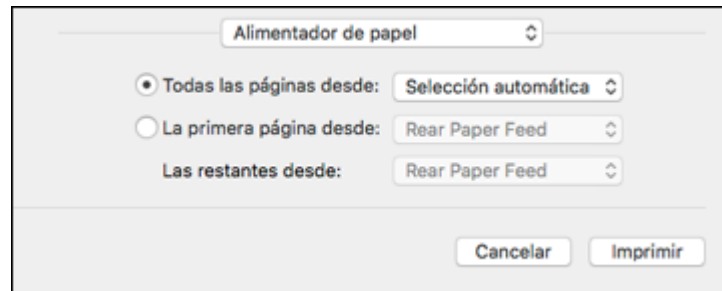 Alimentador de papel
Todas las páginas desde: Selección automática
La primera página desde: Rear Paper Feed
Las restantes desde: Rear Paper Feed
Cancelar Imprimir